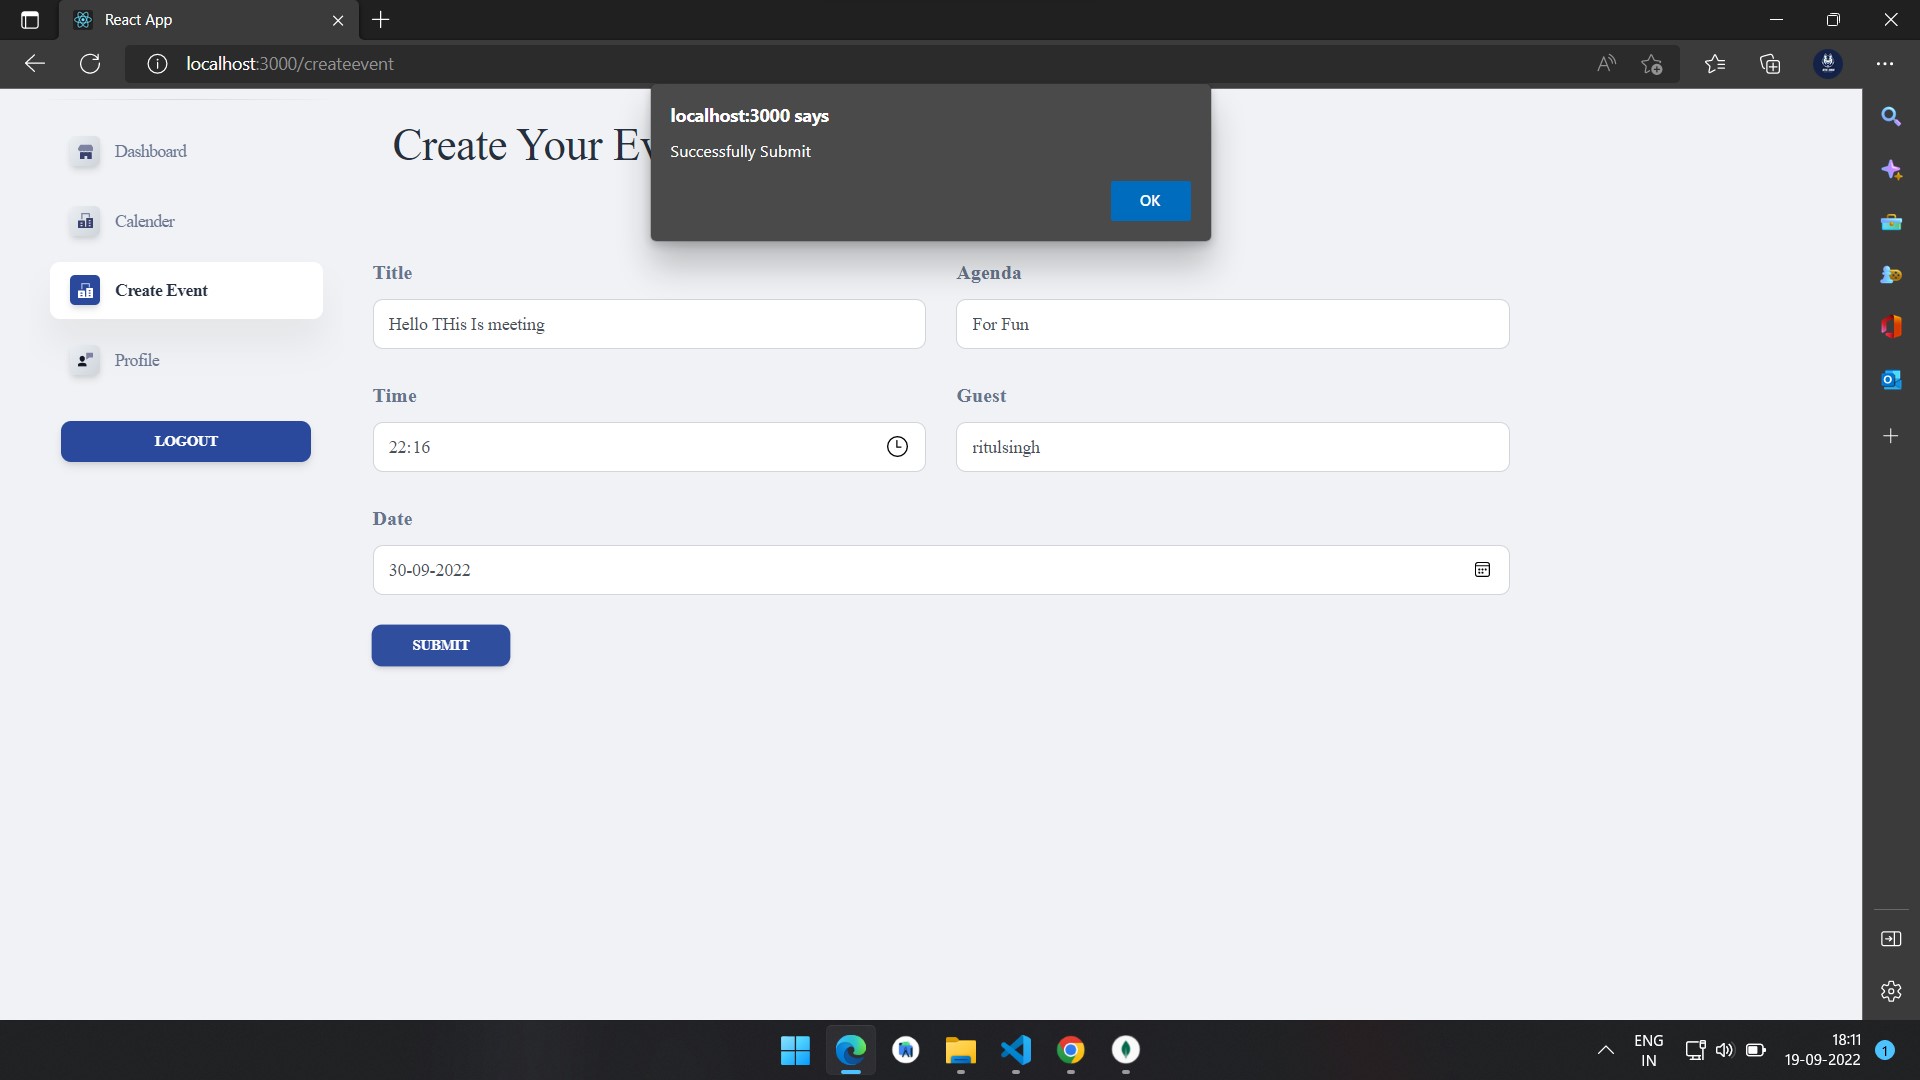 React App
localhost:3000/createevent
localhost:3000 says
Successfully Submit
OK
Dashboard
Calender
Create Event
Profile
LOGOUT
Create Your Ev
Title
Agenda
Hello THis Is meeting
For Fun
Time
Guest
22:16
ritulsingh
Date
30-09-2022
SUBMIT
ENG
IN
18:11
19-09-2022
1